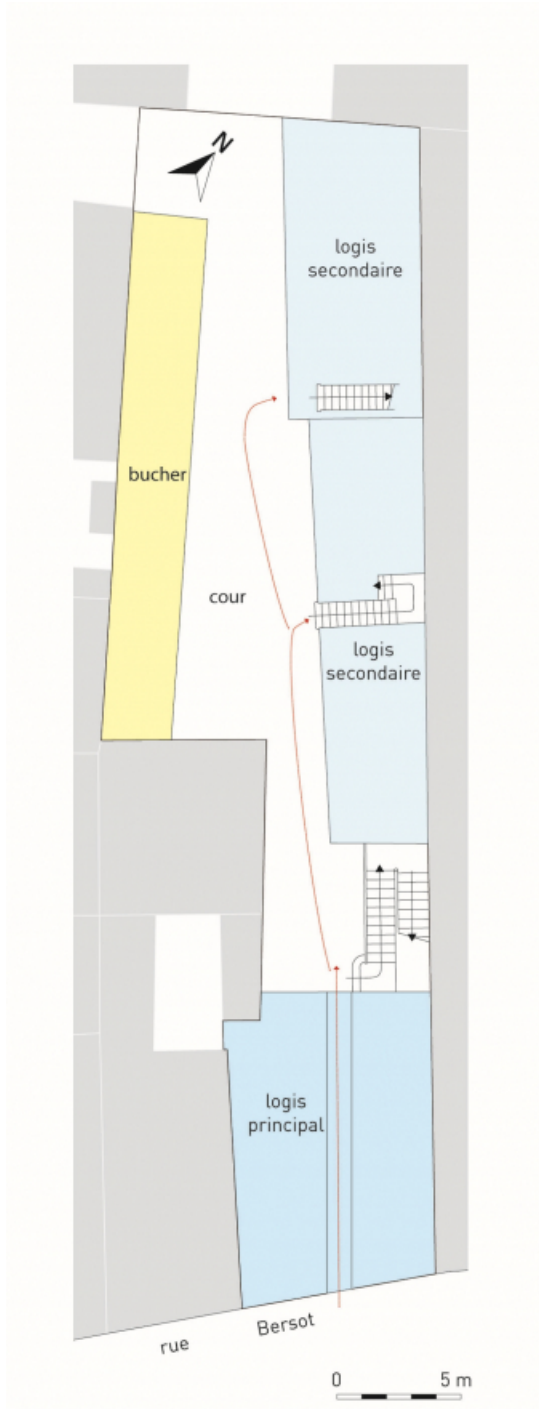 N
logis
secondaire
bucher
cour
logis
secondaire
logis
principal
rue Bersot
0 5 m